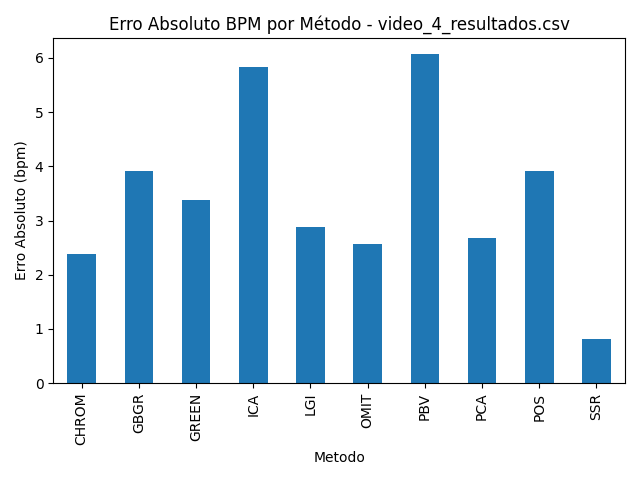 Erro Absoluto BPM por Método - video_4_resultados.csv
Erro Absoluto (bpm)
6
5
4
3
2
1
0
CHROM
GBGR
GREEN
ICA
LGI
OMIT
PBV
PCA
POS
SSR
Metodo